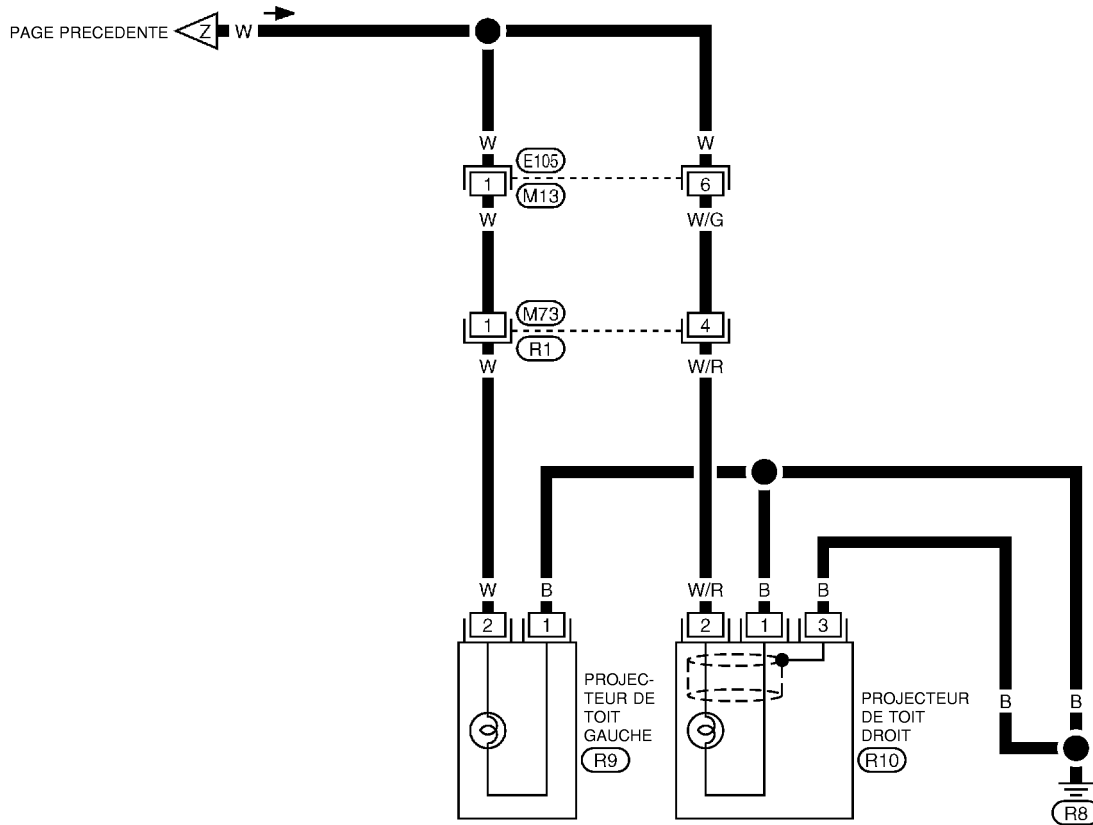 PAGE PRECEDENTE Z W
W W
E105
1 6
M13
W W/G
M73
1 4
R1
W W/R
W B W/R B B B B
2 1 2 1 3
PROJEC-
TEUR DE
TOIT
GAUCHE
R9
PROJECTEUR
DE TOIT
DROIT
R10
R8